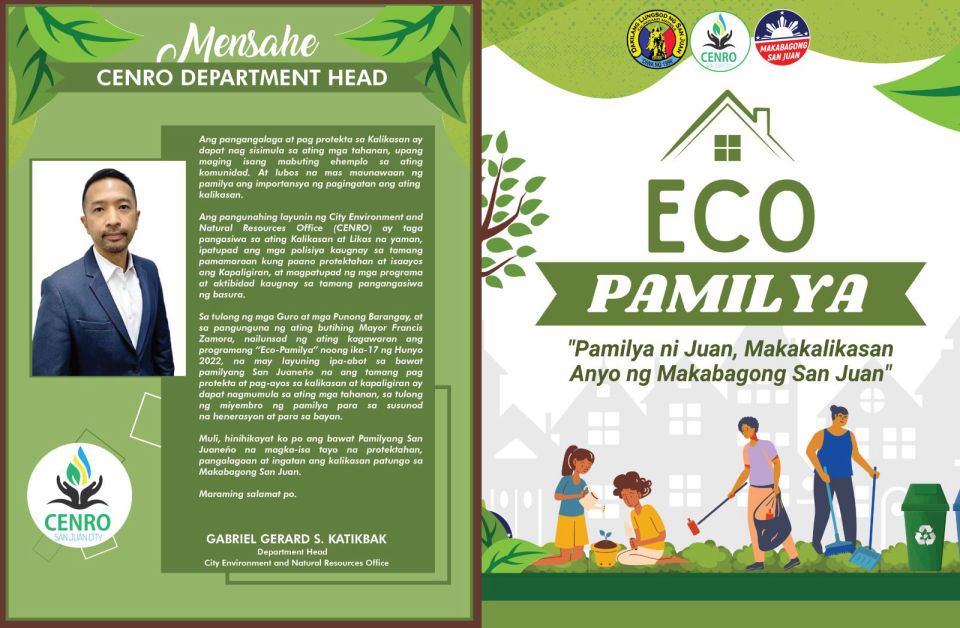 Mensahe
CENRO DEPARTMENT HEAD
Ang pangangalaga at pag protekta sa Kalikasan ay
dapat nag sisimula sa ating mga tahanan, upang
maging isang mabuting ehemplo sa ating
komunidad. At lubos na mas maunawaan ng
pamilya ang importansya ng pagingatan ang ating
kalikasan.
Ang pangunahing layunin ng City Environment and
Natural Resources Office (CENRO) ay taga
pangasiwa sa ating Kalikasan at Likas na yaman,
ipatupad ang mga polisiya kaugnay sa tamang
pamamaraan kung paano protektahan at isaayos
ang Kapaligiran, at magpatupad ng mga programa
at aktibidad kaugnay sa tamang pangangasiwa
ng basura.
Sa tulong ng mga Guro at mga Punong Barangay, at
sa pangunguna ng ating butihing Mayor Francis
Zamora, nailunsad ng ating kagawaran ang
programang "Eco-Pamilya" noong ika-17 ng Hunyo
2022, na may layuning ipa-abot sa bawat
pamilyang San Juaneño na ang tamang pag
protekta at pag-ayos sa kalikasan at kapaligiran ay
dapat nagmumula sa ating mga tahanan, sa tulong
ng miyembro ng pamilya para sa susunod
na henerasyon at para sa bayan.
Muli, hinihikayat ko po ang bawat Pamilyang San
Juaneño na magka-isa tayo na protektahan,
pangalagaan at ingatan ang kalikasan patungo sa
Makabagong San Juan.
Maraming salamat po.
GABRIEL GERARD S. KATIKBAK
Department Head
City Environment and Natural Resources Office
CENRO
SAN JUAN CITY
DAKILANG LUNGSOD NG SAN JUAN
CENRO
SAN JUAN CITY
MAKABAGONG
SAN JUAN
ECO
PAMILYA
"Pamilya ni Juan, Makakalikasan
Anyo ng Makabagong San Juan"